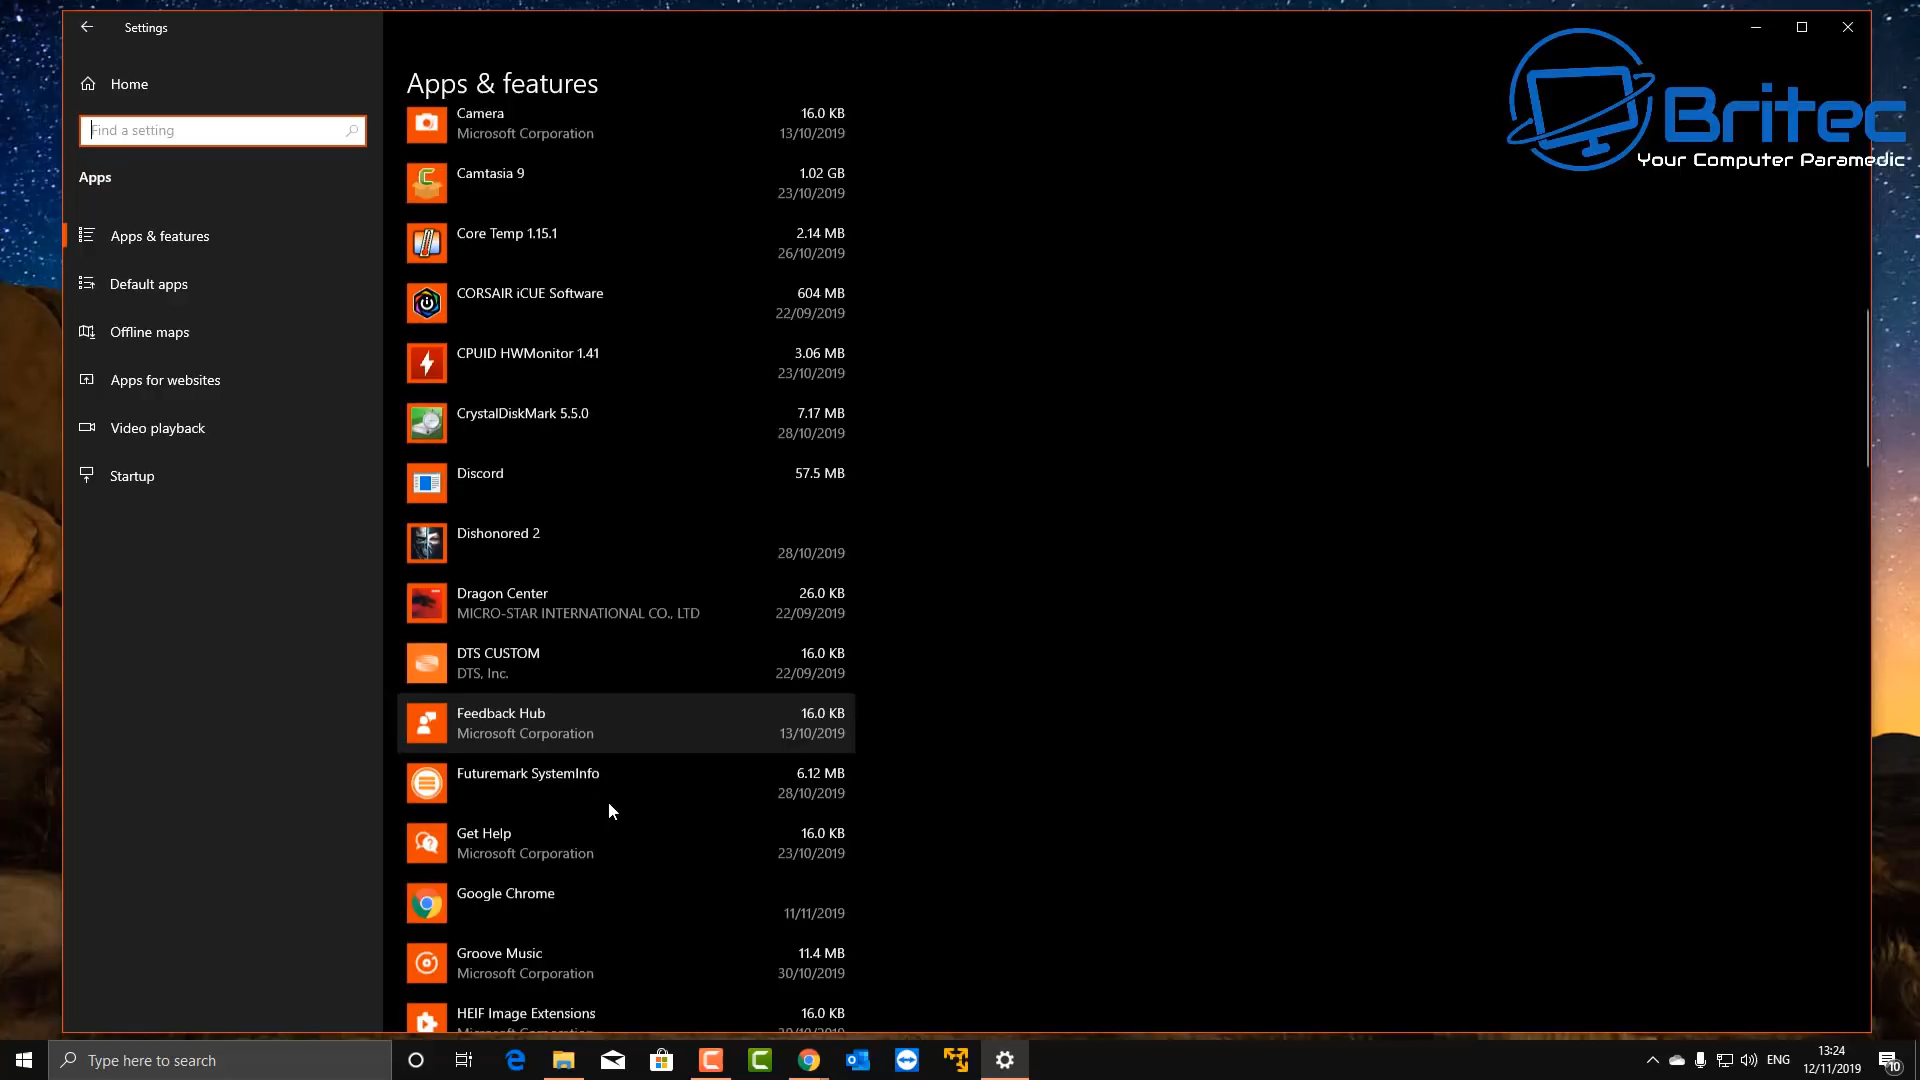 Settings
Home
Find a setting
Apps
Apps & features
Default apps
Offline maps
Apps for websites
Video playback
Startup
Apps & features
Camera 16.0 KB
Microsoft Corporation 13/10/2019
Camtasia 9 1.02 GB
23/10/2019
Core Temp 1.15.1 2.14 MB
26/10/2019
CORSAIR iCUE Software 604 MB
22/09/2019
CPUID HWMonitor 1.41 3.06 MB
23/10/2019
CrystalDiskMark 5.5.0 7.17 MB
28/10/2019
Discord 57.5 MB
Dishonored 2
28/10/2019
Dragon Center 26.0 KB
MICRO-STAR INTERNATIONAL CO., LTD 22/09/2019
DTS CUSTOM 16.0 KB
DTS, Inc. 22/09/2019
Feedback Hub 16.0 KB
Microsoft Corporation 13/10/2019
Futuremark SystemInfo 6.12 MB
28/10/2019
Get Help 16.0 KB
Microsoft Corporation 23/10/2019
Google Chrome
11/11/2019
Groove Music 11.4 MB
Microsoft Corporation 30/10/2019
HEIF Image Extensions 16.0 KB
Britec
Your Computer Paramedic
Type here to search
ENG
13:24
12/11/2019
10